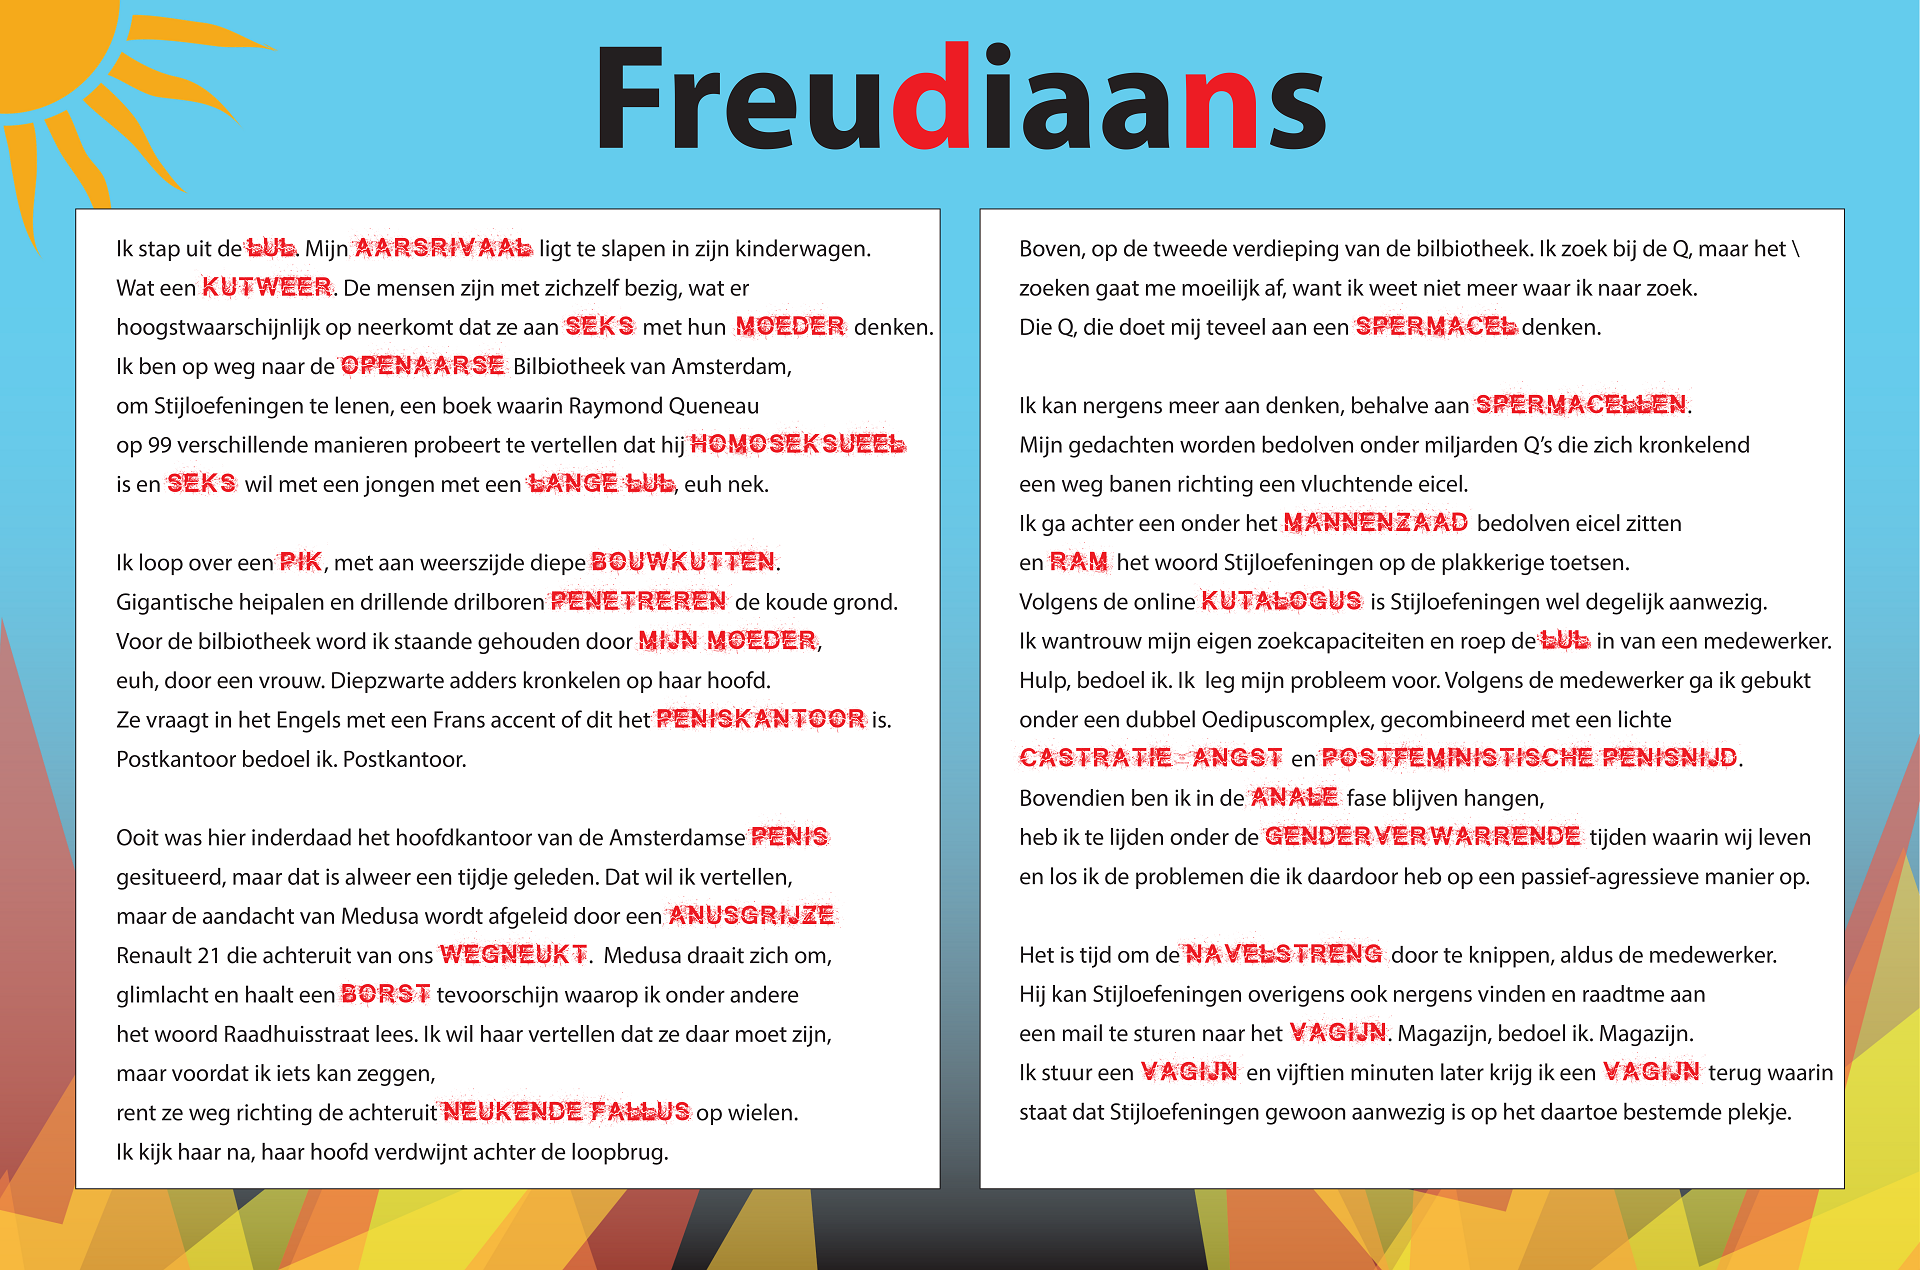 Freudiaans
Ik stap uit de LUL. Mijn AARSRIVAAL ligt te slapen in zijn kinderwagen.
Wat een KUTWEER. De mensen zijn met zichzelf bezig, wat er
hoogstwaarschijnlijk op neerkomt dat ze aan SEKS met hun MOEDER denken.
Ik ben op weg naar de OPENAARSE Bilbiotheek van Amsterdam,
om Stijloefeningen te lenen, een boek waarin Raymond Queneau
op 99 verschillende manieren probeert te vertellen dat hij HOMOSEKSUEEL
is en SEKS wil met een jongen met een LANGE LUL, euh nek.
Ik loop over een PIK, met aan weerszijde diepe BOUWKUTTEN.
Gigantische heipalen en drillende drilboren PENETREREN de koude grond.
Voor de bilbiotheek word ik staande gehouden door MIJN MOEDER,
euh, door een vrouw. Diepzwarte adders kronkelen op haar hoofd.
Ze vraagt in het Engels met een Frans accent of dit het PENISKANTOOR is.
Postkantoor bedoel ik. Postkantoor.
Ooit was hier inderdaad het hoofdkantoor van de Amsterdamse PENIS
gesitueerd, maar dat is alweer een tijdje geleden. Dat wil ik vertellen,
maar de aandacht van Medusa wordt afgeleid door een ANUSGRIJZE
Renault 21 die achteruit van ons WEGNEUKT. Medusa draait zich om,
glimlacht en haalt een BORST tevoorschijn waarop ik onder andere
het woord Raadhuisstraat lees. Ik wil haar vertellen dat ze daar moet zijn,
maar voordat ik iets kan zeggen,
rent ze weg richting de achteruit NEUKENDE FALLUS op wielen.
Ik kijk haar na, haar hoofd verdwijnt achter de loopbrug.
Boven, op de tweede verdieping van de bilbiotheek. Ik zoek bij de Q, maar het \
zoeken gaat me moeilijk af, want ik weet niet meer waar ik naar zoek.
Die Q, die doet mij teveel aan een SPERMACEL denken.
Ik kan nergens meer aan denken, behalve aan SPERMACELLEN.
Mijn gedachten worden bedolven onder miljarden Q's die zich kronkelend
een weg banen richting een vluchtende eicel.
Ik ga achter een onder het MANNENZAAD bedolven eicel zitten
en RAM het woord Stijloefeningen op de plakkerige toetsen.
Volgens de online KUTALOGUS is Stijloefeningen wel degelijk aanwezig.
Ik wantrouw mijn eigen zoekcapaciteiten en roep de LUL in van een medewerker.
Hulp, bedoel ik. Ik leg mijn probleem voor. Volgens de medewerker ga ik gebukt
onder een dubbel Oedipuscomplex, gecombineerd met een lichte
CASTRATIE-ANGST en POSTFEMINISTISCHE PENISNIJD.
Bovendien ben ik in de ANALE fase blijven hangen,
heb ik te lijden onder de GENDERVERWARRENDE tijden waarin wij leven
en los ik de problemen die ik daardoor heb op een passief-agressieve manier op.
Het is tijd om de NAVELSTRENG door te knippen, aldus de medewerker.
Hij kan Stijloefeningen overigens ook nergens vinden en raadtme aan
een mail te sturen naar het VAGIJN. Magazijn, bedoel ik. Magazijn.
Ik stuur een VAGIJN en vijftien minuten later krijg ik een VAGIJN terug waarin
staat dat Stijloefeningen gewoon aanwezig is op het daartoe bestemde plekje.